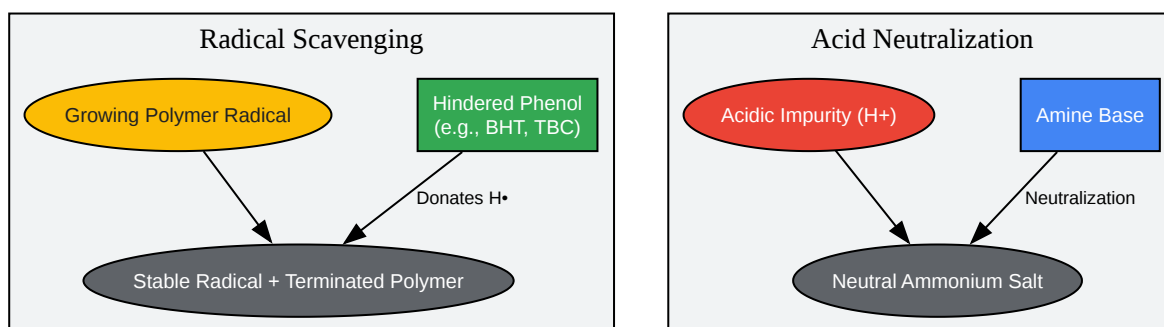 Radical Scavenging
Growing Polymer Radical
Hindered Phenol
(e.g., BHT, TBC)
Donates H•
Stable Radical + Terminated Polymer
Acid Neutralization
Acidic Impurity (H+)
Amine Base
Neutralization
Neutral Ammonium Salt